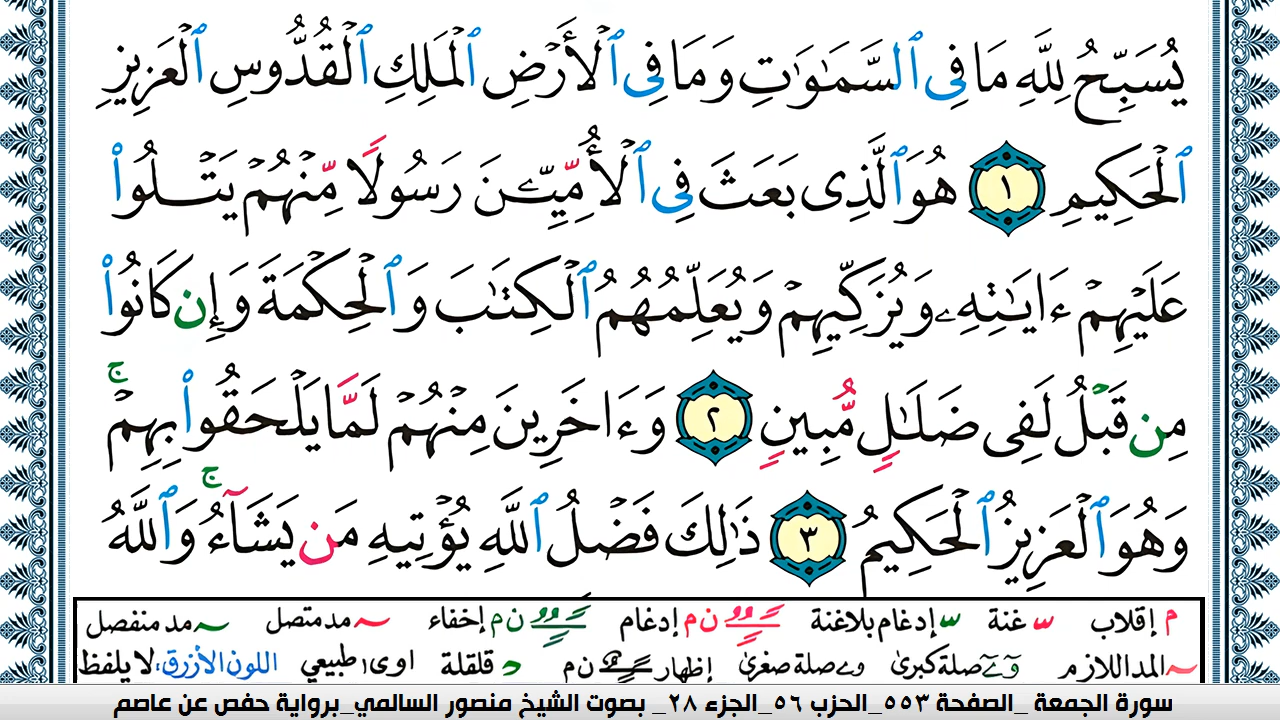 يُسَبِّحُ لِلَّهِ مَا فِى ٱلسَّمَـٰوَٰتِ وَمَا فِى ٱلْأَرْضِ ٱلْمَلِكِ ٱلْقُدُّوسِ ٱلْعَزِيزِ
ٱلْحَكِيمِ ١ هُوَ ٱلَّذِى بَعَثَ فِى ٱلْأُمِّيِّـۧنَ رَسُولًا مِّنْهُمْ يَتْلُوا۟
عَلَيْهِمْ ءَايَـٰتِهِۦ وَيُزَكِّيهِمْ وَيُعَلِّمُهُمُ ٱلْكِتَـٰبَ وَٱلْحِكْمَةَ وَإِن كَانُوا۟
مِن قَبْلُ لَفِى ضَلَـٰلٍ مُّبِينٍ ٢ وَءَاخَرِينَ مِنْهُمْ لَمَّا يَلْحَقُوا۟ بِهِمْ ۚ
وَهُوَ ٱلْعَزِيزُ ٱلْحَكِيمُ ٣ ذَٰلِكَ فَضْلُ ٱللَّهِ يُؤْتِيهِ مَن يَشَآءُ ۚ وَٱللَّهُ
م إقلاب س غنة س إدغام بلاغنة ن م إدغام ن م إخفاء مد متصل مد منفصل
المد اللازم صلة كبرى صلة صغرى إظهار ن م قلقلة اوى طبيعي اللون الأزرق، لا يلفظ
سورة الجمعة _الصفحة ٥٥٣_الحزب ٥٦_الجزء ٢٨_ بصوت الشيخ منصور السالمي_برواية حفص عن عاصم